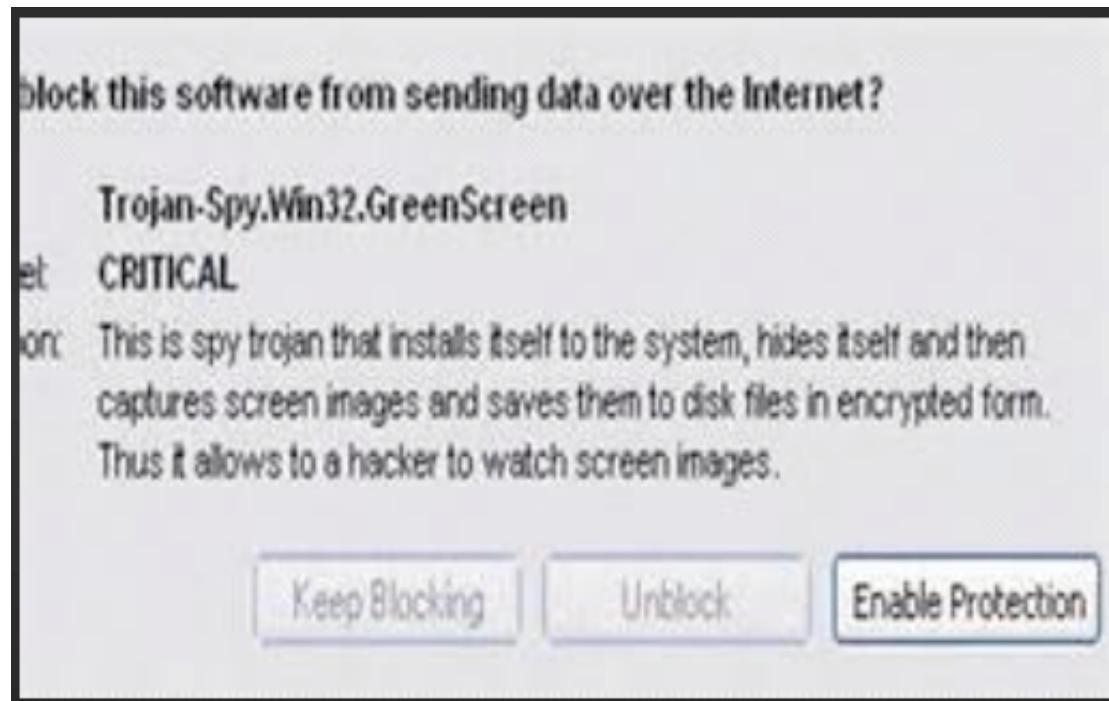 block this software from sending data over the Internet?
Trojan-Spy.Win32.GreenScreen
CRITICAL
This is spy trojan that installs itself to the system, hides itself and then
captures screen images and saves them to disk files in encrypted form.
Thus it allows to a hacker to watch screen images.
Keep Blocking Unblock Enable Protection